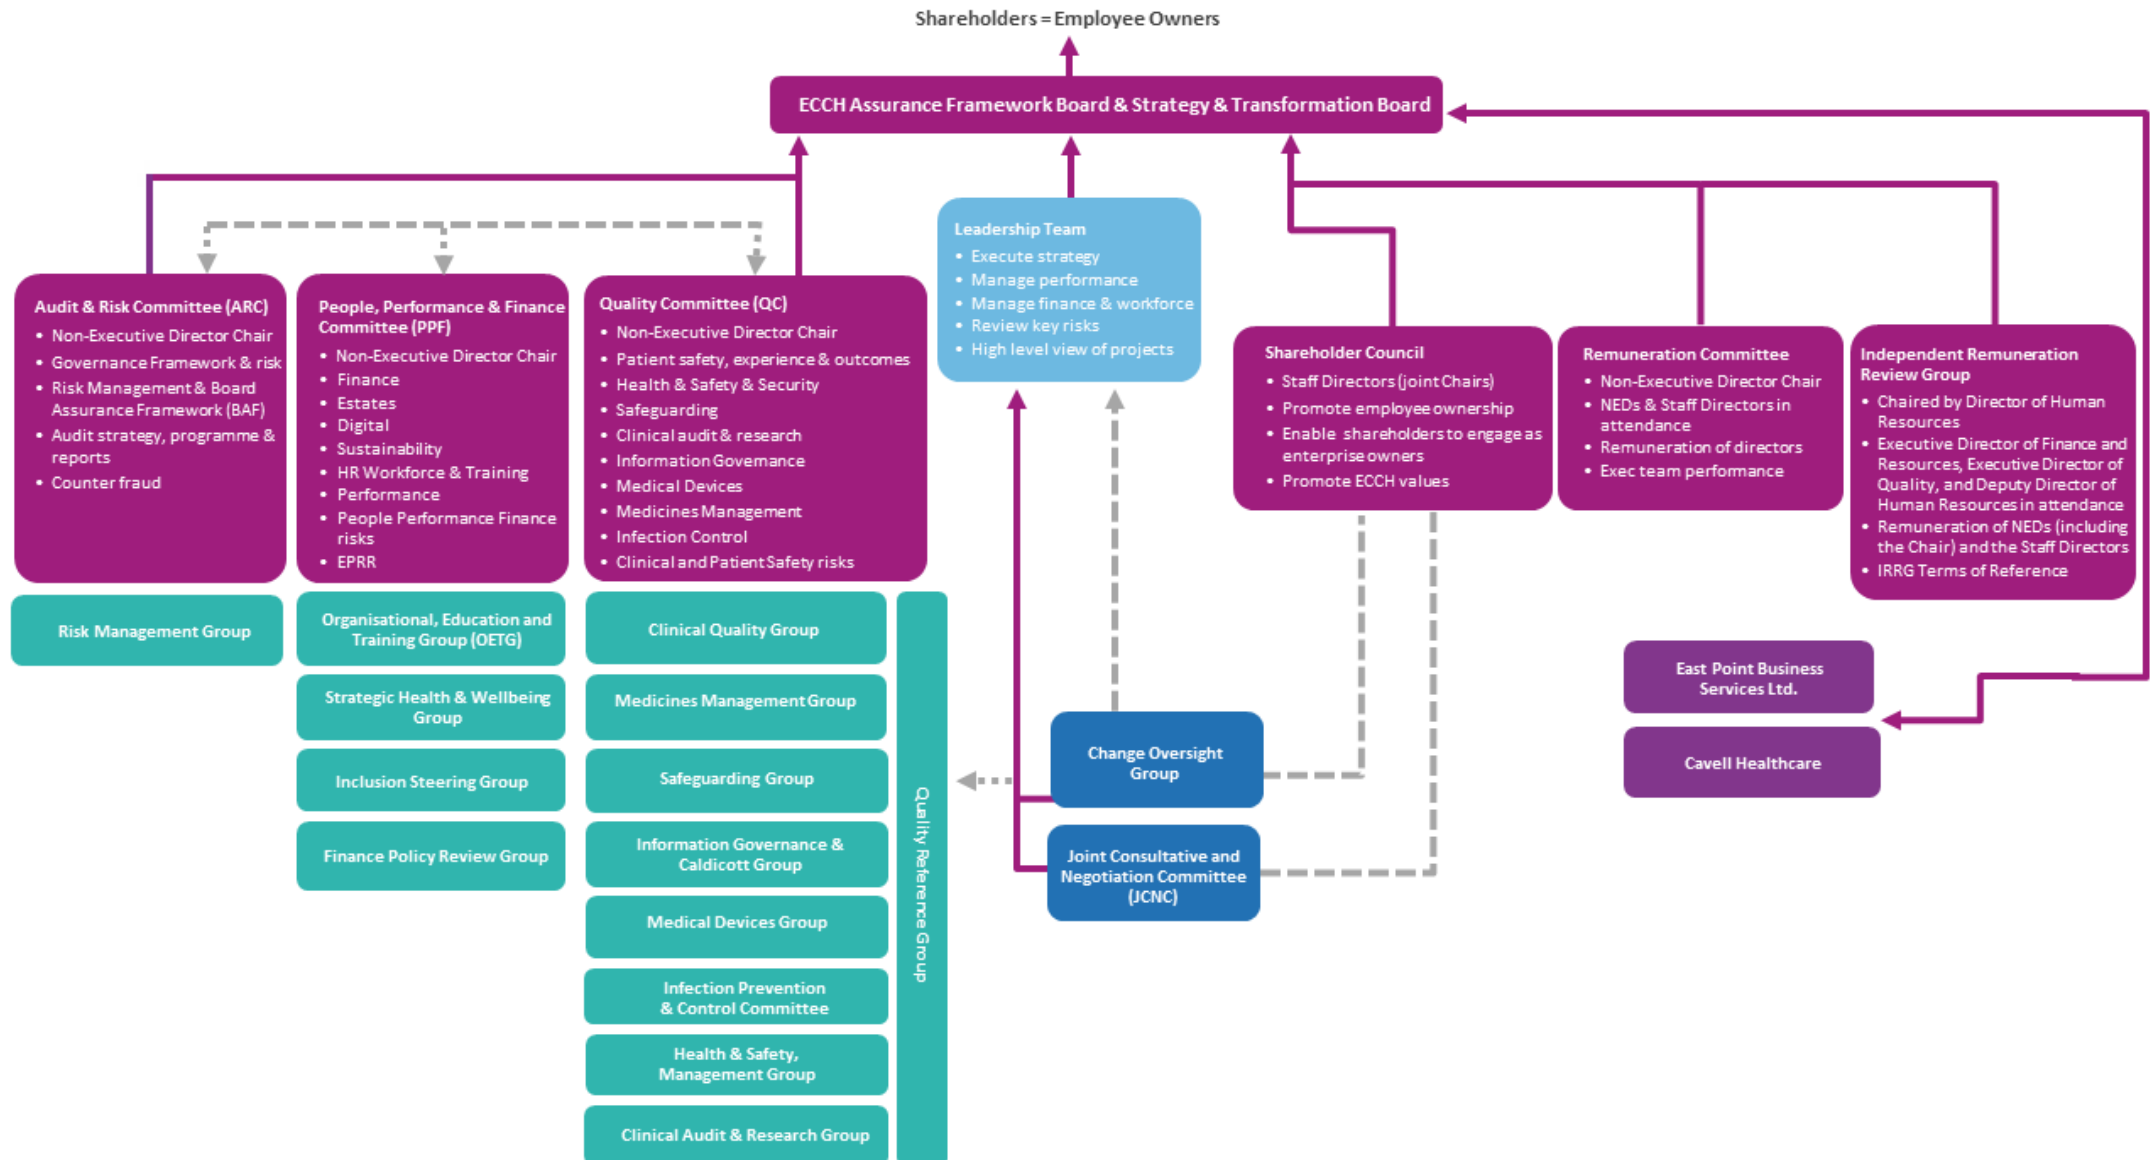 Shareholders = Employee Owners
ECCH Assurance Framework Board & Strategy & Transformation Board
Audit & Risk Committee (ARC)
• Non-Executive Director Chair
• Governance Framework & risk
• Risk Management & Board
Assurance Framework (BAF)
• Audit strategy, programme &
reports
• Counter fraud
People, Performance & Finance
Committee (PPF)
• Non-Executive Director Chair
• Finance
• Estates
• Digital
• Sustainability
• HR Workforce & Training
• Performance
• People Performance Finance
risks
• EPRR
Quality Committee (QC)
• Non-Executive Director Chair
• Patient safety, experience & outcomes
• Health & Safety & Security
• Safeguarding
• Clinical audit & research
• Information Governance
• Medical Devices
• Medicines Management
• Infection Control
• Clinical and Patient Safety risks
Leadership Team
• Execute strategy
• Manage performance
• Manage finance & workforce
• Review key risks
• High level view of projects
Shareholder Council
• Staff Directors (joint Chairs)
• Promote employee ownership
• Enable shareholders to engage as
enterprise owners
• Promote ECCH values
Remuneration Committee
• Non-Executive Director Chair
• NEDs & Staff Directors in
attendance
• Remuneration of directors
• Exec team performance
Independent Remuneration
Review Group
• Chaired by Director of Human
Resources
• Executive Director of Finance and
Resources, Executive Director of
Quality, and Deputy Director of
Human Resources in attendance
• Remuneration of NEDs (including
the Chair) and the Staff Directors
• IRRG Terms of Reference
Risk Management Group
Organisational, Education and
Training Group (OETG)
Strategic Health & Wellbeing
Group
Inclusion Steering Group
Finance Policy Review Group
Clinical Quality Group
Medicines Management Group
Safeguarding Group
Information Governance &
Caldicott Group
Medical Devices Group
Infection Prevention
& Control Committee
Health & Safety,
Management Group
Clinical Audit & Research Group
Quality Reference Group
Change Oversight
Group
Joint Consultative and
Negotiation Committee
(JCNC)
East Point Business
Services Ltd.
Cavell Healthcare